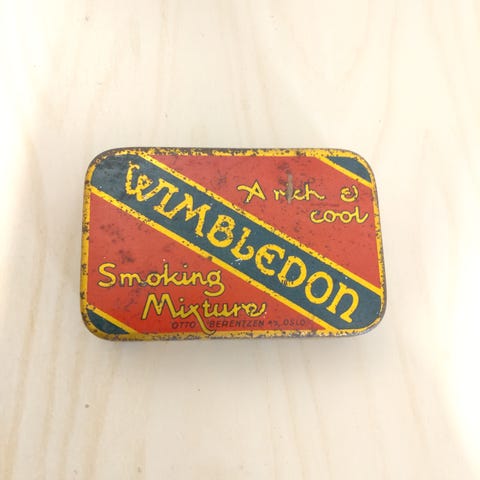 WIMBLEDON
A rich &
cool
Smoking
Mixture
OTTO BERENTZEN A/S, OSLO